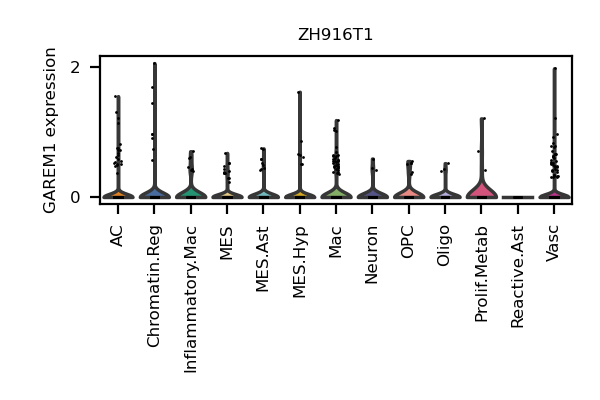 ZH916T1
GAREM1 expression
2
0
AC
Chromatin.Reg
Inflammatory.Mac
MES
MES.Ast
MES.Hyp
Mac
Neuron
OPC
Oligo
Prolif.Metab
Reactive.Ast
Vasc